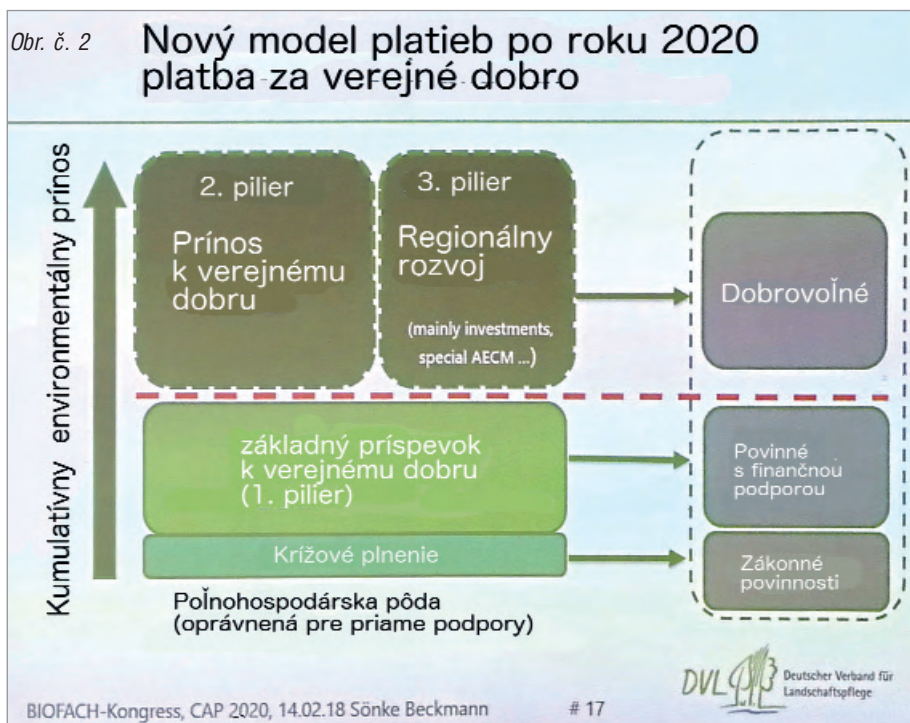 Obr. č. 2
Nový model platieb po roku 2020
platba za verejné dobro
Kumulatívny environmentálny prínos
2. pilier
Prínos
k verejnému
dobru
3. pilier
Regionálny
rozvoj
(mainly investments,
special AECM ...)
Dobrovoľné
základný príspevok
k verejnému dobru
(1. pilier)
Povinné
s finančnou
podporou
Krížové plnenie
Zákonné
povinnosti
Poľnohospodárska pôda
(oprávnená pre priame podpory)
DVL
Deutscher Verband für
Landschaftspflege
BIOFACH-Kongress, CAP 2020, 14.02.18 Sönke Beckmann # 17